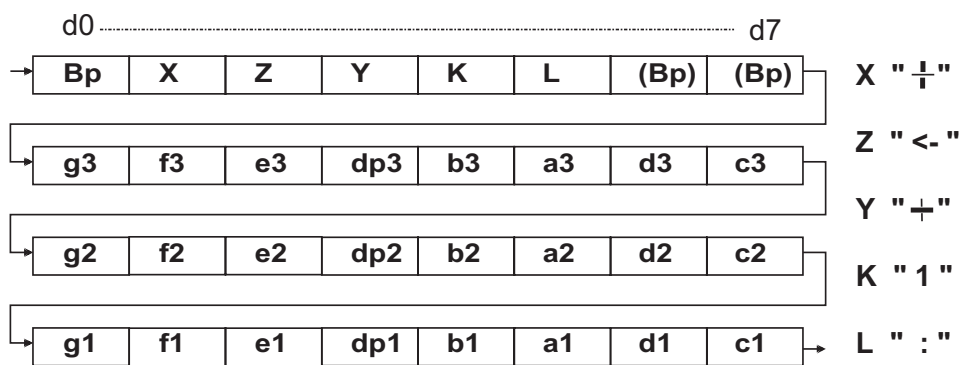 d0 d7
Bp X Z Y K L (Bp) (Bp)
X "+"
Z "<- "
g3 f3 e3 dp3 b3 a3 d3 c3
Y "+"
g2 f2 e2 dp2 b2 a2 d2 c2
K " 1 "
g1 f1 e1 dp1 b1 a1 d1 c1
L " : "